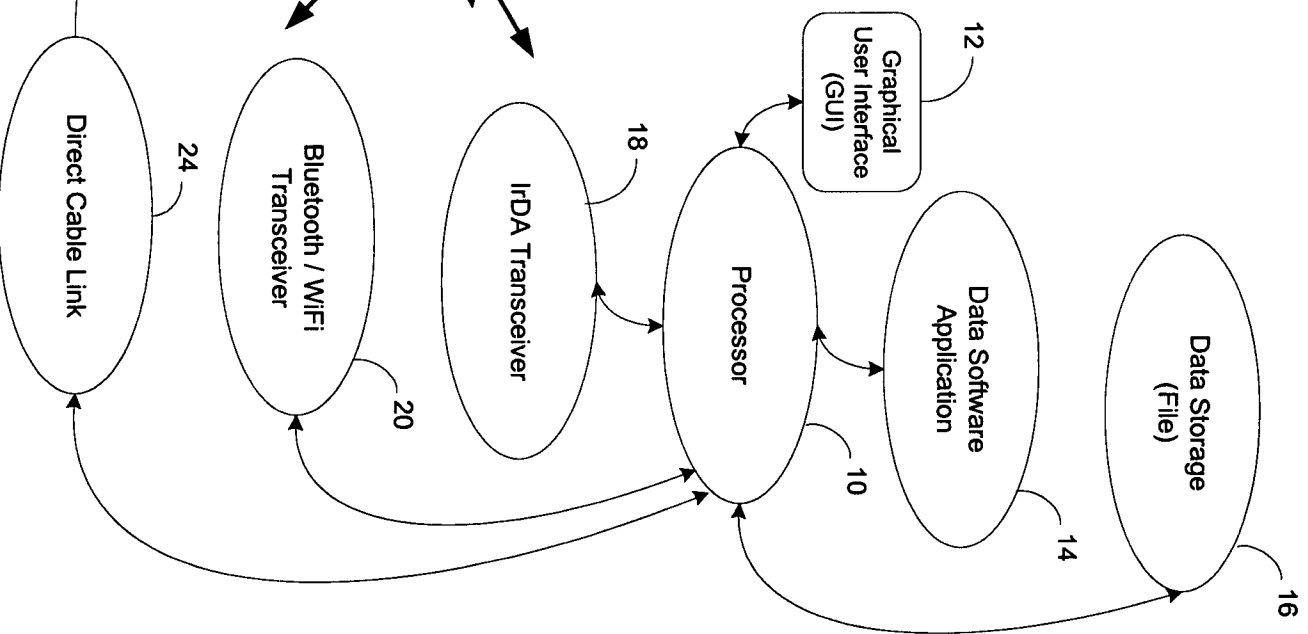 16
Data Storage
(File)
14
Data Software
Application
12
Graphical
User Interface
(GUI)
10
Processor
18
IrDA Transceiver
20
Bluetooth / WiFi
Transceiver
24
Direct Cable Link